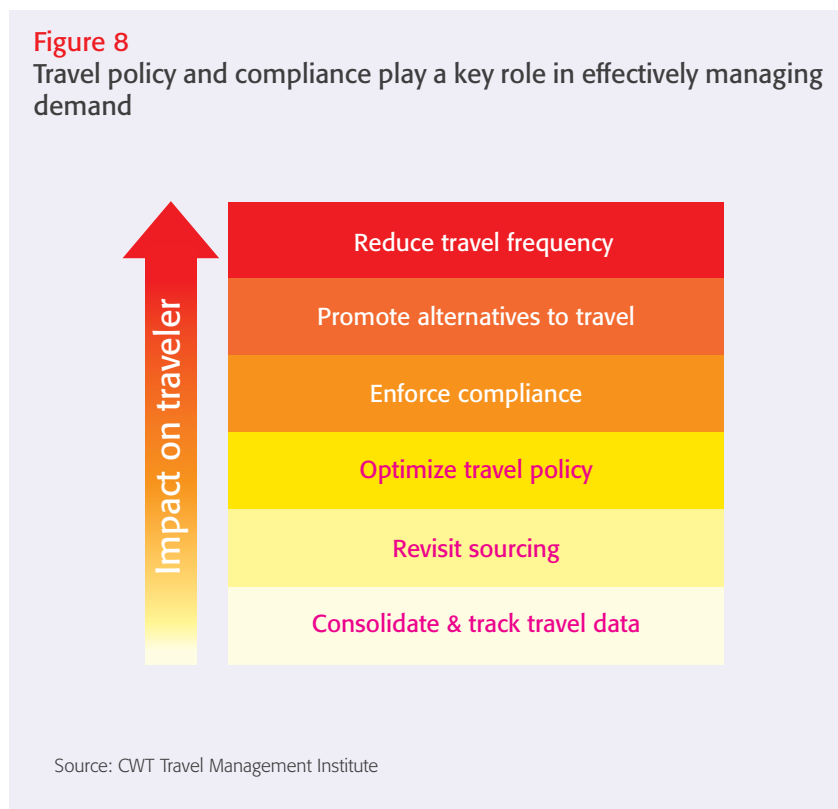 Figure 8
Travel policy and compliance play a key role in effectively managing
demand
Impact on traveler
Reduce travel frequency
Promote alternatives to travel
Enforce compliance
Optimize travel policy
Revisit sourcing
Consolidate & track travel data
Source: CWT Travel Management Institute